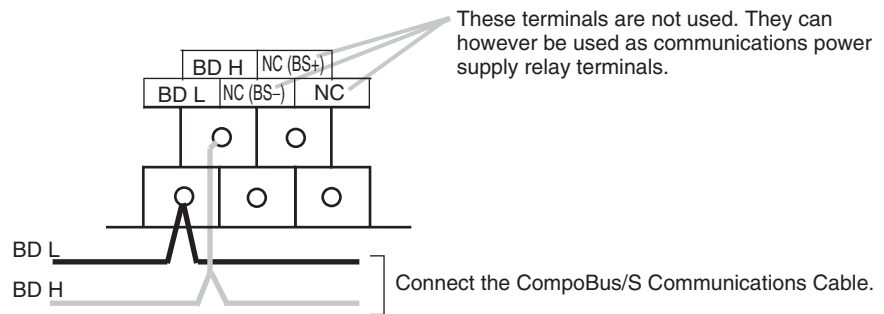 These terminals are not used. They can
however be used as communications power
supply relay terminals.
BD H NC (BS+)
BD L NC (BS–) NC
BD L
BD H
Connect the CompoBus/S Communications Cable.